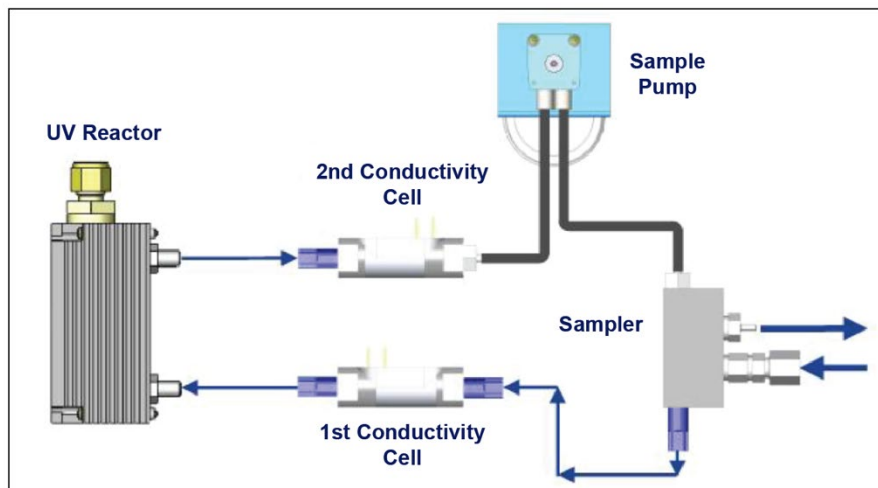 Sample
Pump
UV Reactor
2nd Conductivity
Cell
Sampler
1st Conductivity
Cell